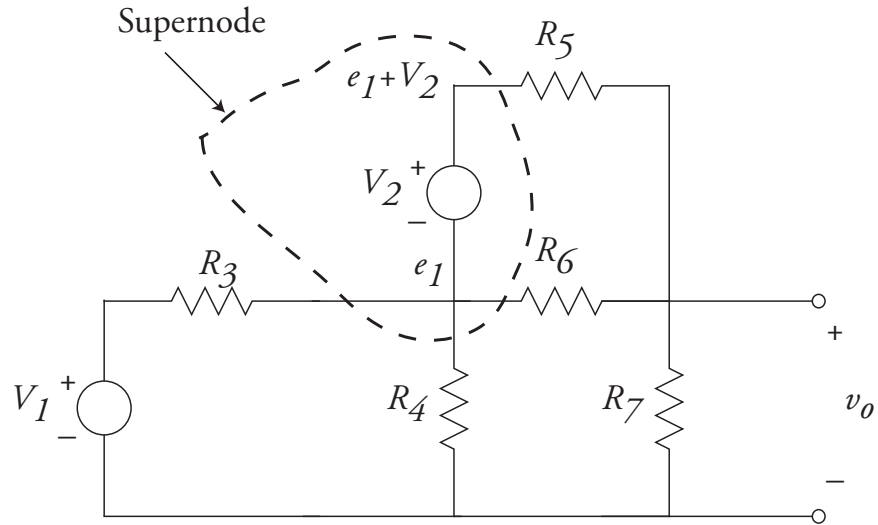 Supernode
R5
e1+V2
V2
+
−
e1
R6
R3
V1
+
−
R4
R7
+
vo
−